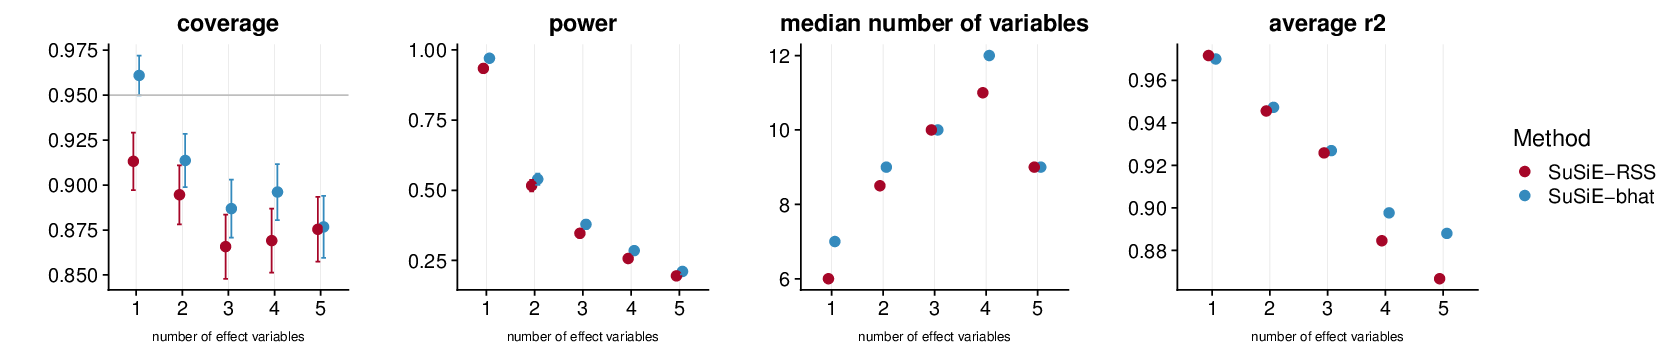 coverage
0.975
0.950
0.925
0.900
0.875
0.850
1 2 3 4 5
number of effect variables
power
1.00
0.75
0.50
0.25
1 2 3 4 5
number of effect variables
median number of variables
12
10
8
6
1 2 3 4 5
number of effect variables
average r2
0.96
0.94
0.92
0.90
0.88
1 2 3 4 5
number of effect variables
Method
SuSiE−RSS
SuSiE−bhat